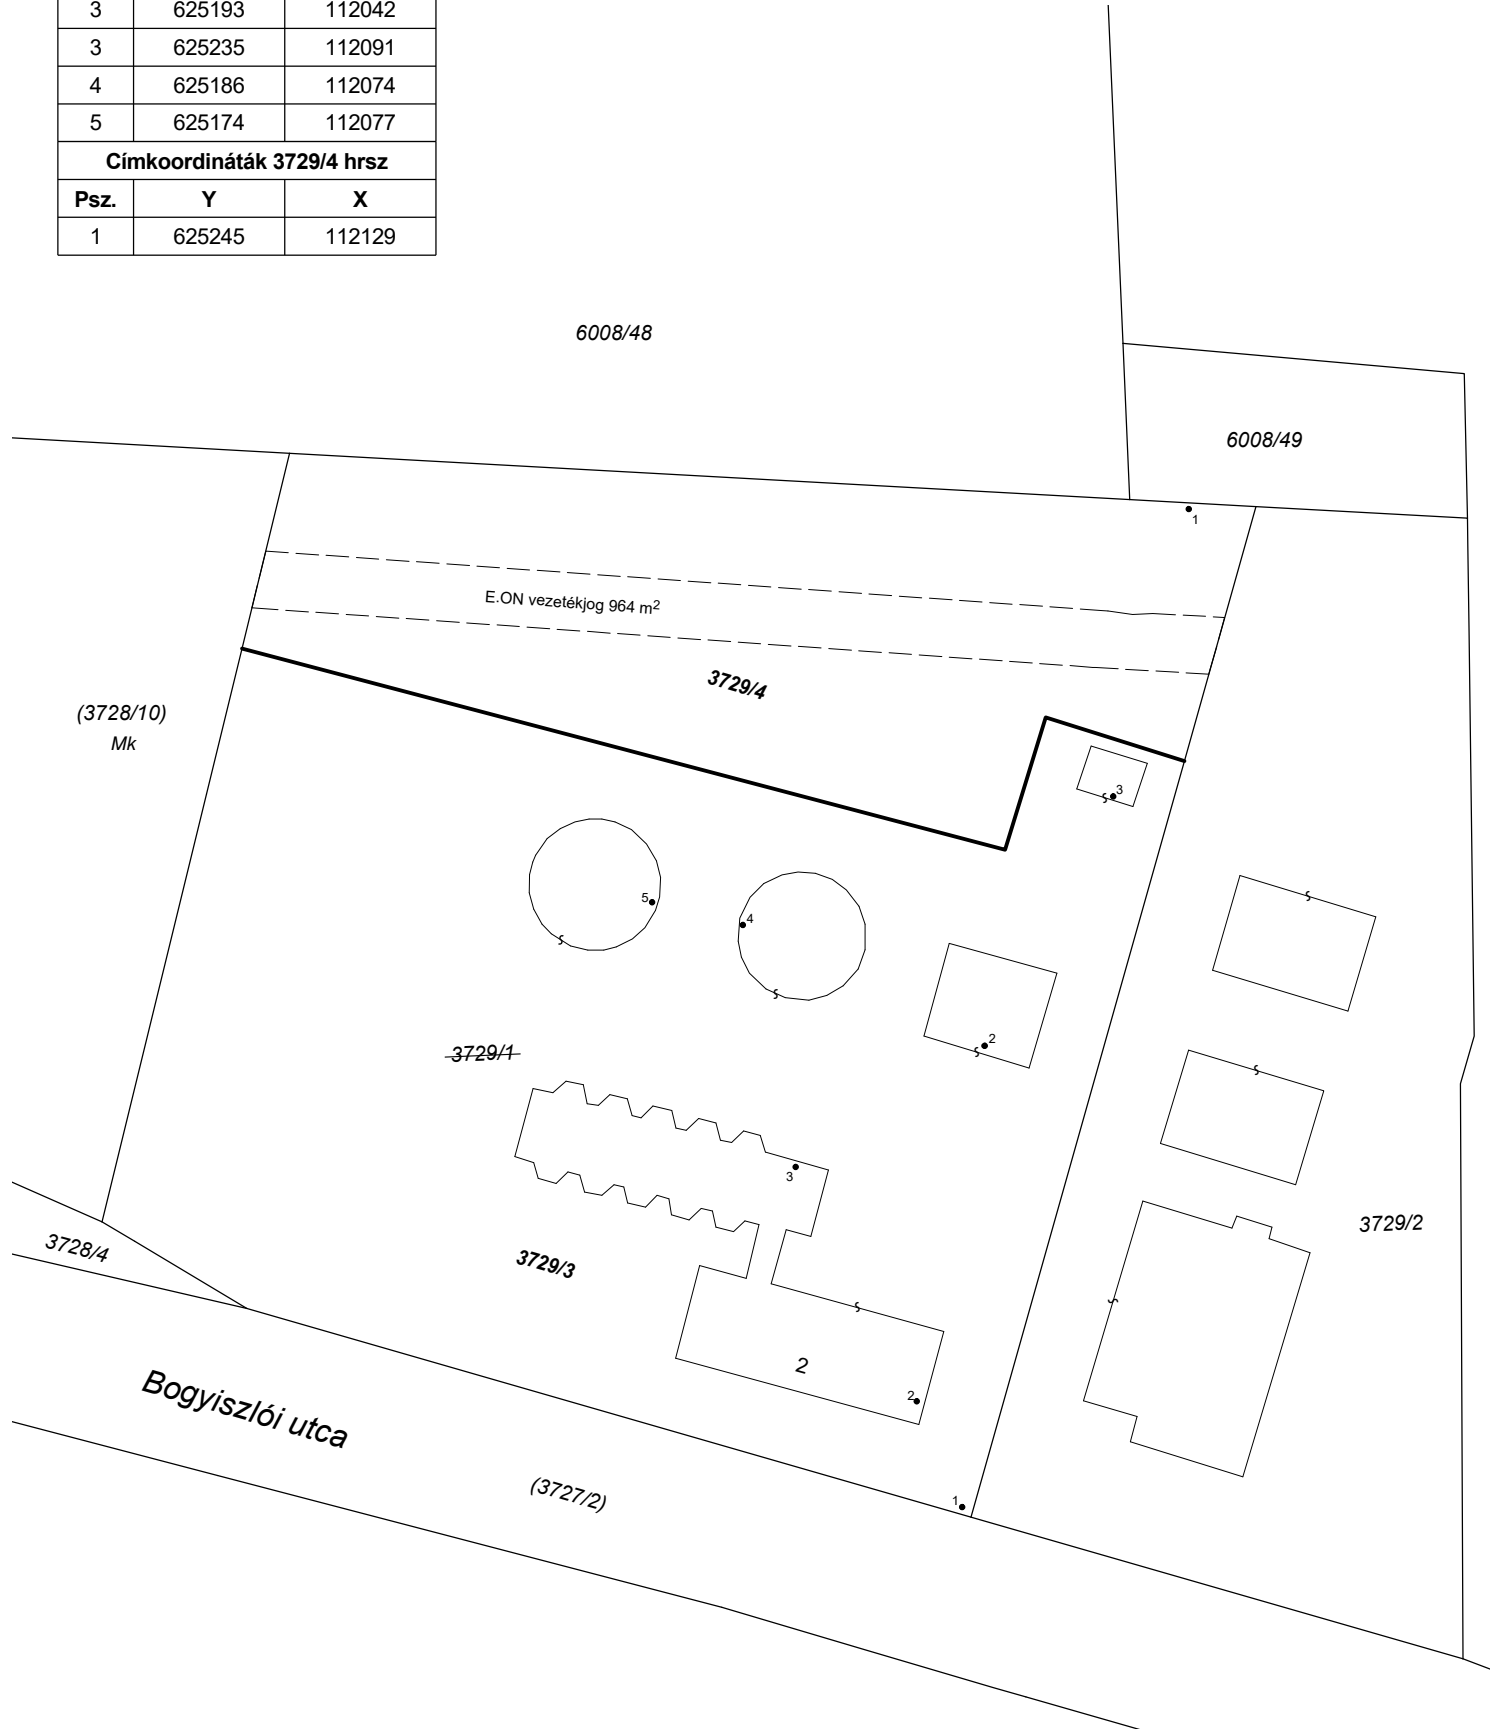 3 625193 112042
3 625235 112091
4 625186 112074
5 625174 112077
Címkoordináták 3729/4 hrsz
Psz. Y X
1 625245 112129
6008/48
6008/49
1
E.ON vezetékjog 964 m²
3729/4
(3728/10)
Mk
3
5
4
2
3729/1
3
3728/4
3729/3
3729/2
2
2
Bogyiszlói utca
(3727/2)
1